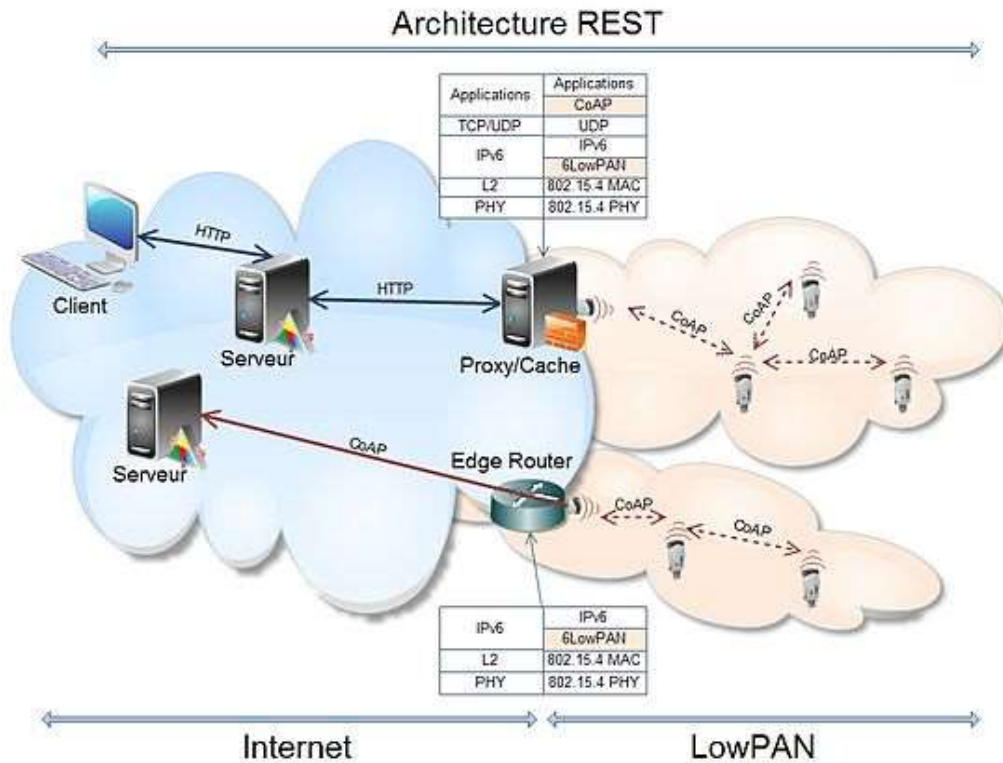 Architecture REST
Applications
Applications
CoAP
TCP/UDP
UDP
IPv6
IPv6
6LowPAN
L2
802.15.4 MAC
PHY
802.15.4 PHY
HTTP
Client
HTTP
Serveur
Proxy/Cache
CoAP
CoAP
CoAP
Serveur
CoAP
Edge Router
CoAP
CoAP
IPv6
IPv6
6LowPAN
L2
802.15.4 MAC
PHY
802.15.4 PHY
Internet
LowPAN